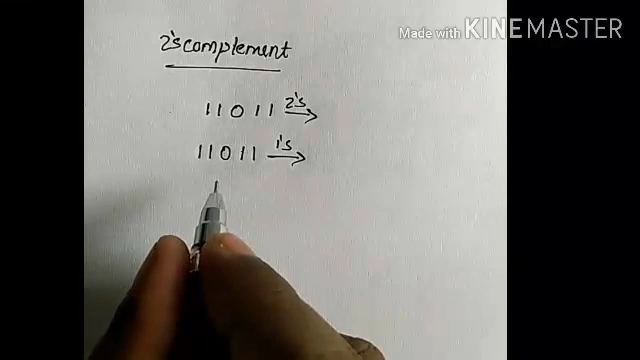 Made with KINEMASTER
2's complement
11011 2's →
11011 1's →